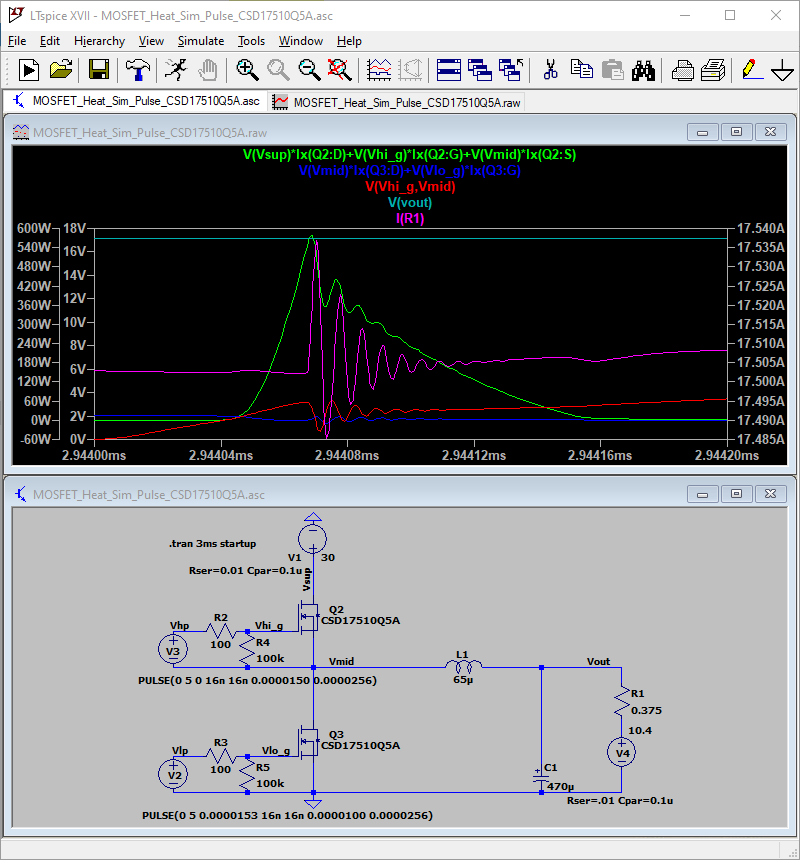 LTspice XVII - MOSFET_Heat_Sim_Pulse_CSD17510Q5A.asc
File Edit Hierarchy View Simulate Tools Window Help
MOSFET_Heat_Sim_Pulse_CSD17510Q5A.asc MOSFET_Heat_Sim_Pulse_CSD17510Q5A.raw
MOSFET_Heat_Sim_Pulse_CSD17510Q5A.raw
V(Vsup)*Ix(Q2:D)+V(Vhi_g)*Ix(Q2:G)+V(Vmid)*Ix(Q2:S)
V(Vmid)*Ix(Q3:D)+V(Vlo_g)*Ix(Q3:G)
V(Vhi_g,Vmid)
V(vout)
I(R1)
600W 18V 17.540A
540W 16V 17.535A
480W 14V 17.530A
420W 12V 17.525A
360W 10V 17.520A
300W 8V 17.515A
240W 6V 17.510A
180W 4V 17.505A
120W 2V 17.500A
60W 0V 17.495A
0W 17.490A
-60W 17.485A
2.94400ms 2.94404ms 2.94408ms 2.94412ms 2.94416ms 2.94420ms
MOSFET_Heat_Sim_Pulse_CSD17510Q5A.asc
.tran 3ms startup
V1 30
Rser=0.01 Cpar=0.1u
Vsup
Q2
CSD17510Q5A
Vhp R2 Vhi_g
100
R4
100k
V3
PULSE(0 5 0 16n 16n 0.0000150 0.0000256)
Vmid L1 Vout
65µ
R1
0.375
10.4
V4
Q3
CSD17510Q5A
Vlp R3 Vlo_g
100
R5
100k
V2
C1
470µ
Rser=.01 Cpar=0.1u
PULSE(0 5 0.0000153 16n 16n 0.0000100 0.0000256)